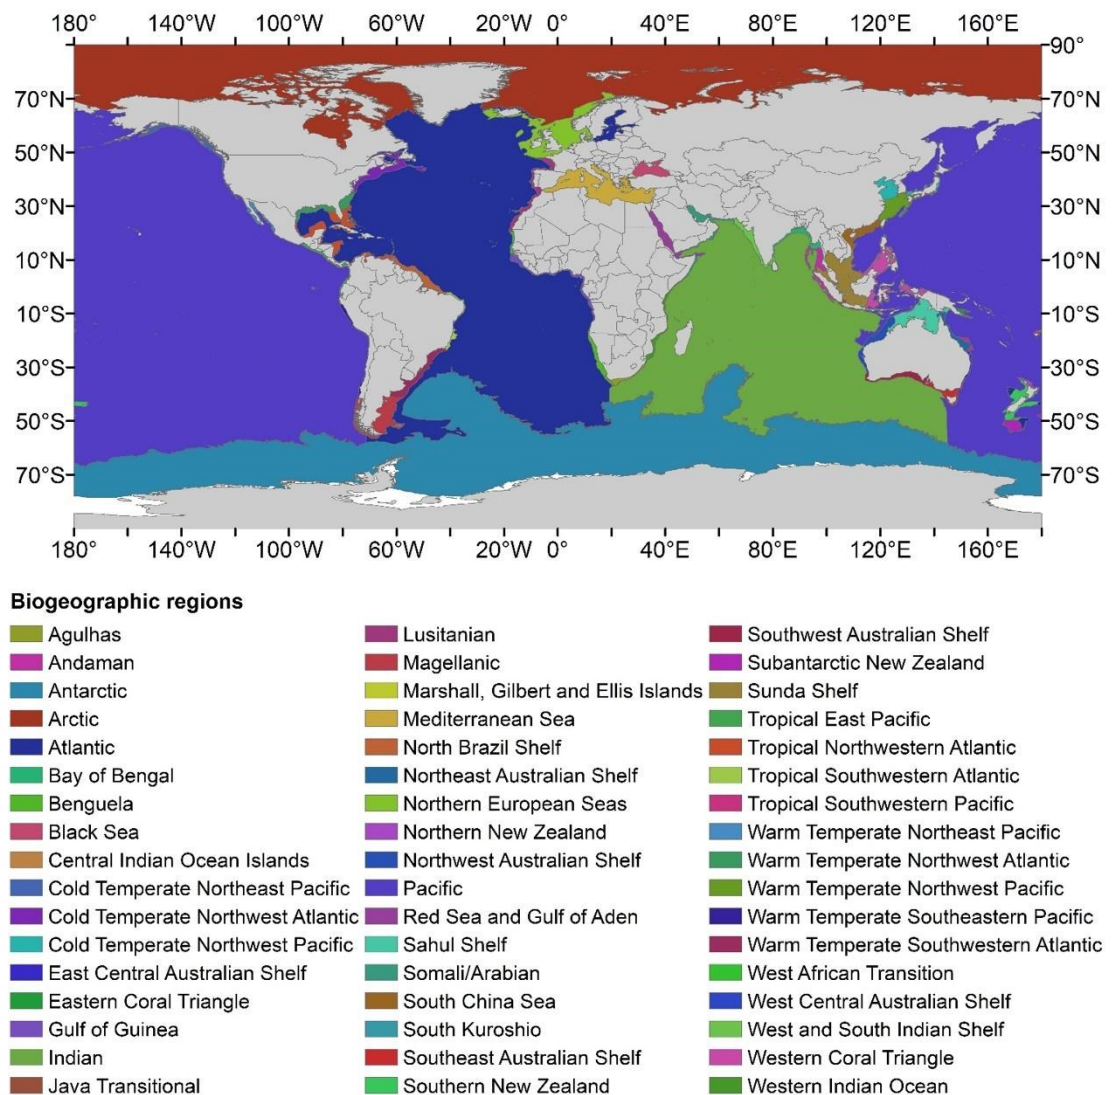 180° 140°W 100°W 60°W 20°W 0° 40°E 80°E 120°E 160°E
90°
70°N 70°N
50°N 50°N
30°N 30°N
10°N 10°N
10°S 10°S
30°S 30°S
50°S 50°S
70°S 70°S
180° 140°W 100°W 60°W 20°W 0° 40°E 80°E 120°E 160°E
Biogeographic regions
Agulhas
Andaman
Antarctic
Arctic
Atlantic
Bay of Bengal
Benguela
Black Sea
Central Indian Ocean Islands
Cold Temperate Northeast Pacific
Cold Temperate Northwest Atlantic
Cold Temperate Northwest Pacific
East Central Australian Shelf
Eastern Coral Triangle
Gulf of Guinea
Indian
Java Transitional
Lusitanian
Magellanic
Marshall, Gilbert and Ellis Islands
Mediterranean Sea
North Brazil Shelf
Northeast Australian Shelf
Northern European Seas
Northern New Zealand
Northwest Australian Shelf
Pacific
Red Sea and Gulf of Aden
Sahul Shelf
Somali/Arabian
South China Sea
South Kuroshio
Southeast Australian Shelf
Southern New Zealand
Southwest Australian Shelf
Subantarctic New Zealand
Sunda Shelf
Tropical East Pacific
Tropical Northwestern Atlantic
Tropical Southwestern Atlantic
Tropical Southwestern Pacific
Warm Temperate Northeast Pacific
Warm Temperate Northwest Atlantic
Warm Temperate Northwest Pacific
Warm Temperate Southeastern Pacific
Warm Temperate Southwestern Atlantic
West African Transition
West Central Australian Shelf
West and South Indian Shelf
Western Coral Triangle
Western Indian Ocean